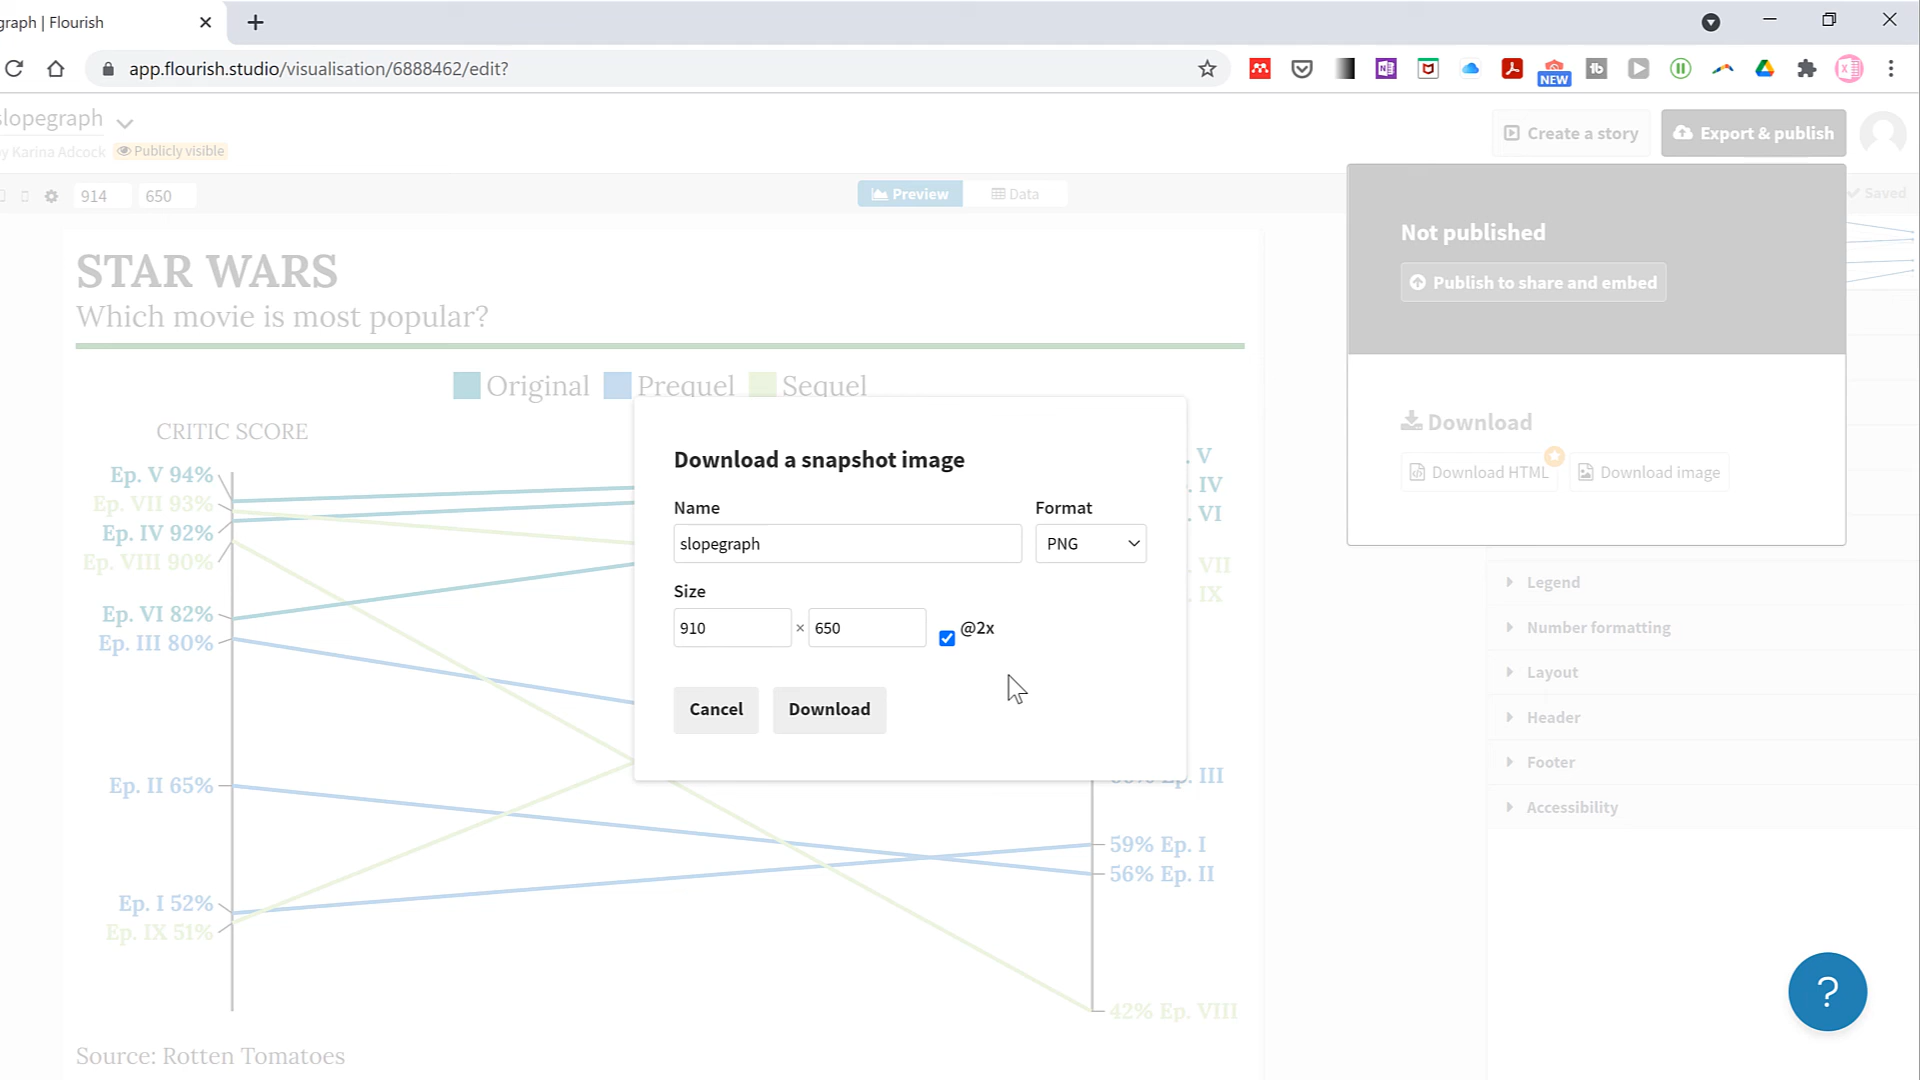 graph | Flourish
app.flourish.studio/visualisation/6888462/edit?
NEW
slopegraph
by Karina Adcock
Publicly visible
Create a story
Export & publish
914
650
Preview
Data
Saved
Not published
Publish to share and embed
Download
Download HTML
Download image
STAR WARS
Which movie is most popular?
Original
Prequel
Sequel
CRITIC SCORE
Ep. V 94%
Ep. VII 93%
Ep. IV 92%
Ep. VIII 90%
Ep. VI 82%
Ep. III 80%
Ep. II 65%
Ep. I 52%
Ep. IX 51%
Download a snapshot image
Name
Format
slopegraph
PNG
Size
910 × 650
@2x
Cancel
Download
. V
. IV
. VI
. VII
. IX
Ep. III
59% Ep. I
56% Ep. II
42% Ep. VIII
Legend
Number formatting
Layout
Header
Footer
Accessibility
?
Source: Rotten Tomatoes